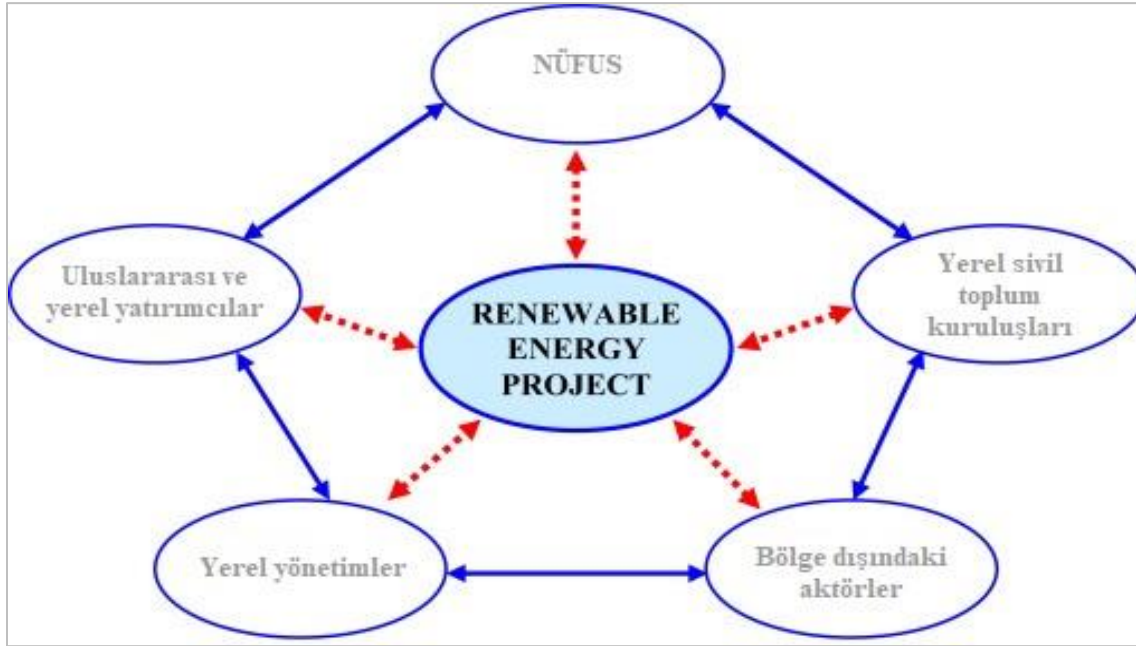 NÜFUS
Uluslararası ve
yerel yatırımcılar
RENEWABLE
ENERGY
PROJECT
Yerel sivil
toplum
kuruluşları
Yerel yönetimler
Bölge dışındaki
aktörler